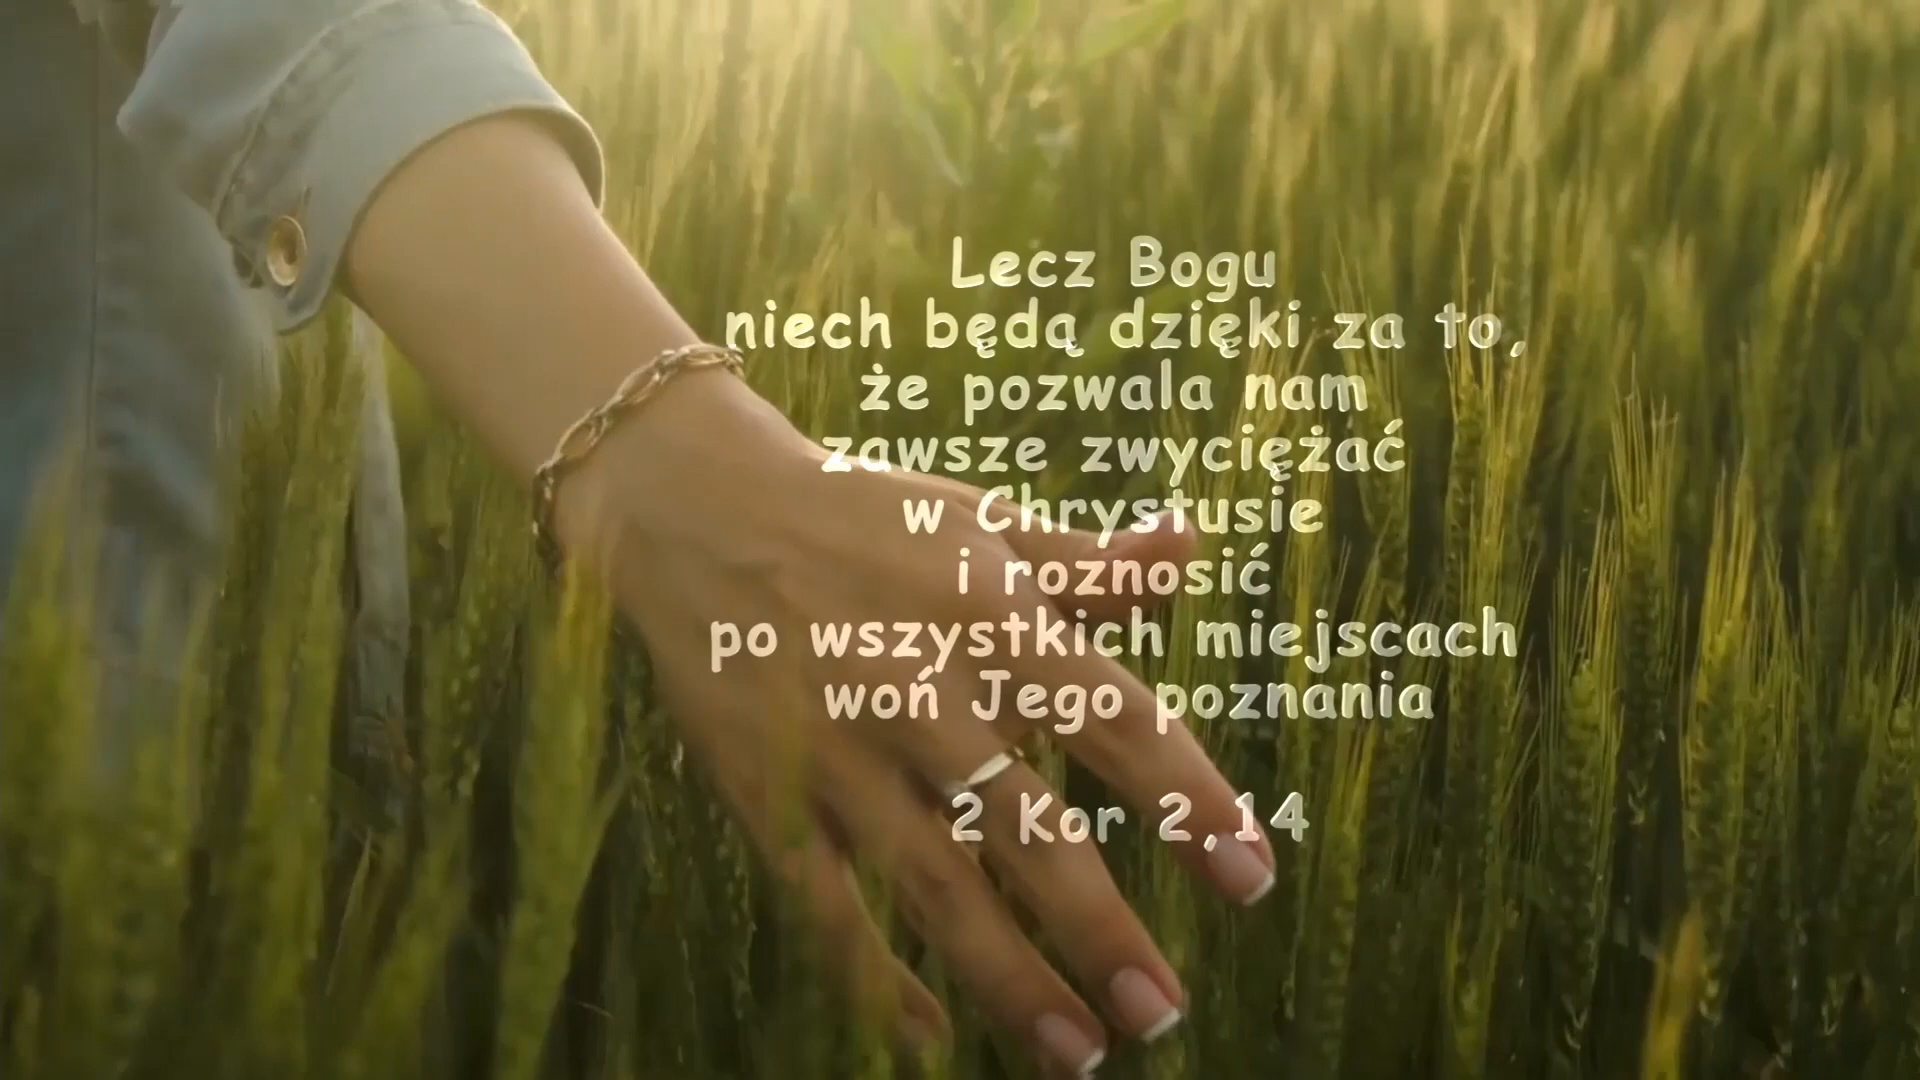 Lecz Bogu
niech będą dzięki za to,
że pozwala nam
zawsze zwyciężać
w Chrystusie
i roznosić
po wszystkich miejscach
woń Jego poznania
2 Kor 2,14